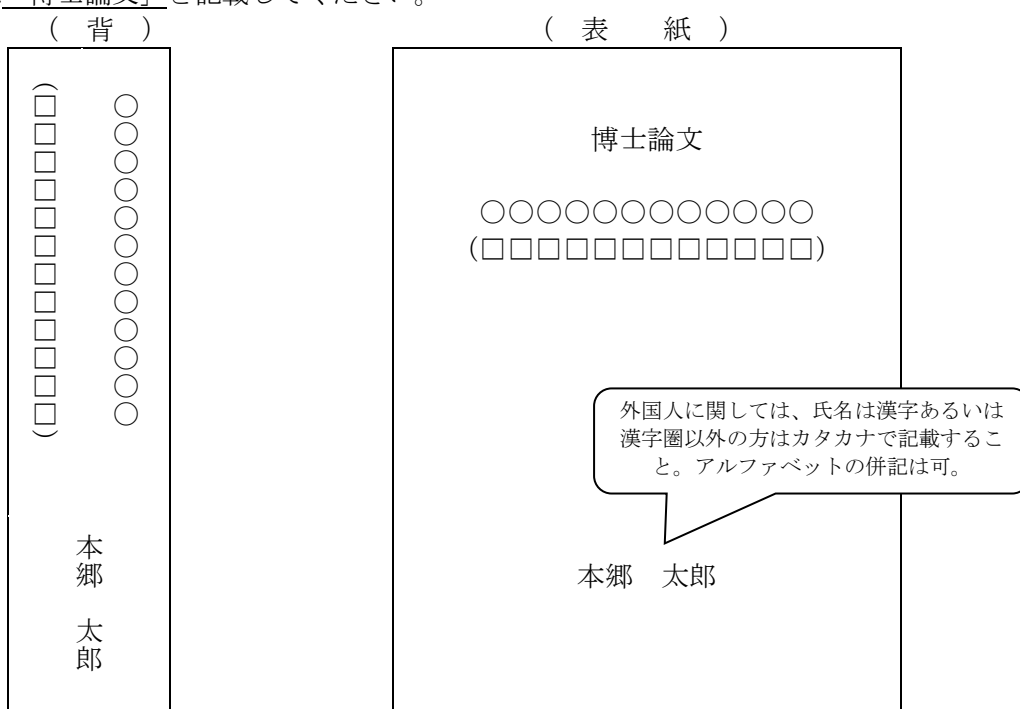 博士論文」と記載してください。
（　背　）
○○○○○○○○○○○○
（□□□□□□□□□□□□）
本郷　太郎
（　表　　紙　）
博士論文
○○○○○○○○○○○○
（□□□□□□□□□□□□）
外国人に関しては、氏名は漢字あるいは
漢字圏以外の方はカタカナで記載するこ
と。アルファベットの併記は可。
本郷　太郎